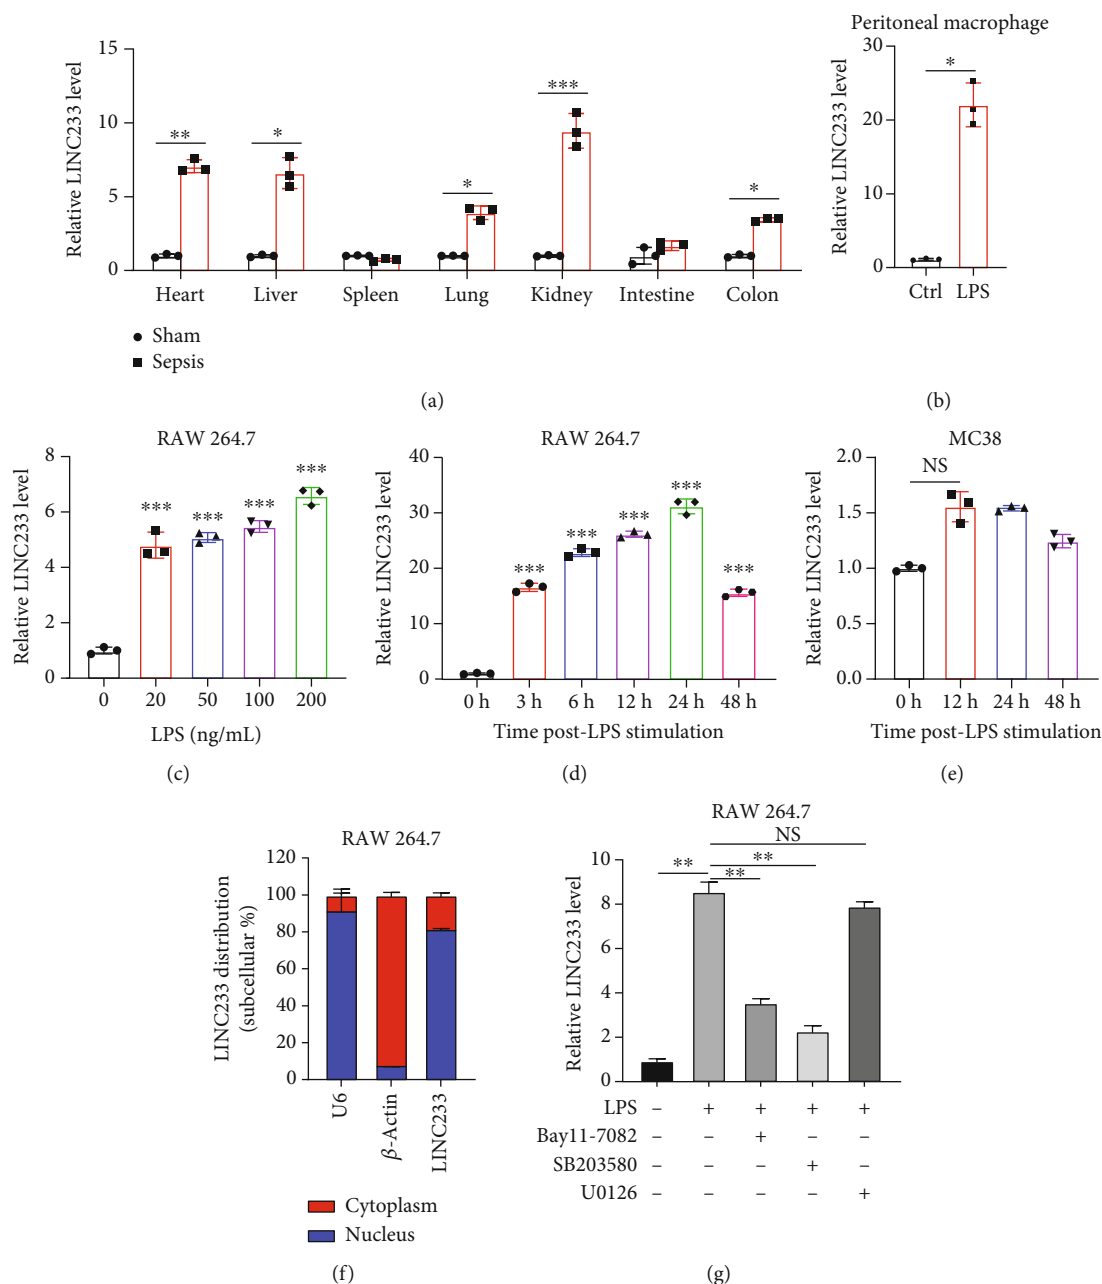 Relative LINC233 level
15
10
5
0
**
*
*
***
*
Heart Liver Spleen Lung Kidney Intestine Colon
Sham
Sepsis
(a)
Peritoneal macrophage
Relative LINC233 level
30
20
10
0
*
Ctrl LPS
(b)
RAW 264.7
Relative LINC233 level
8
6
4
2
0
*** *** *** ***
0 20 50 100 200
LPS (ng/mL)
(c)
RAW 264.7
Relative LINC233 level
40
30
20
10
0
*** *** *** *** ***
0 h 3 h 6 h 12 h 24 h 48 h
Time post-LPS stimulation
(d)
MC38
Relative LINC233 level
2.0
1.5
1.0
0.5
0.0
NS
0 h 12 h 24 h 48 h
Time post-LPS stimulation
(e)
RAW 264.7
LINC233 distribution
(subcellular %)
120
100
80
60
40
20
0
U6
β-Actin
LINC233
Cytoplasm
Nucleus
(f)
RAW 264.7
Relative LINC233 level
10
8
6
4
2
0
NS
**
**
**
LPS – + + + +
Bay11-7082 – – + – –
SB203580 – – – + –
U0126 – – – – +
(g)